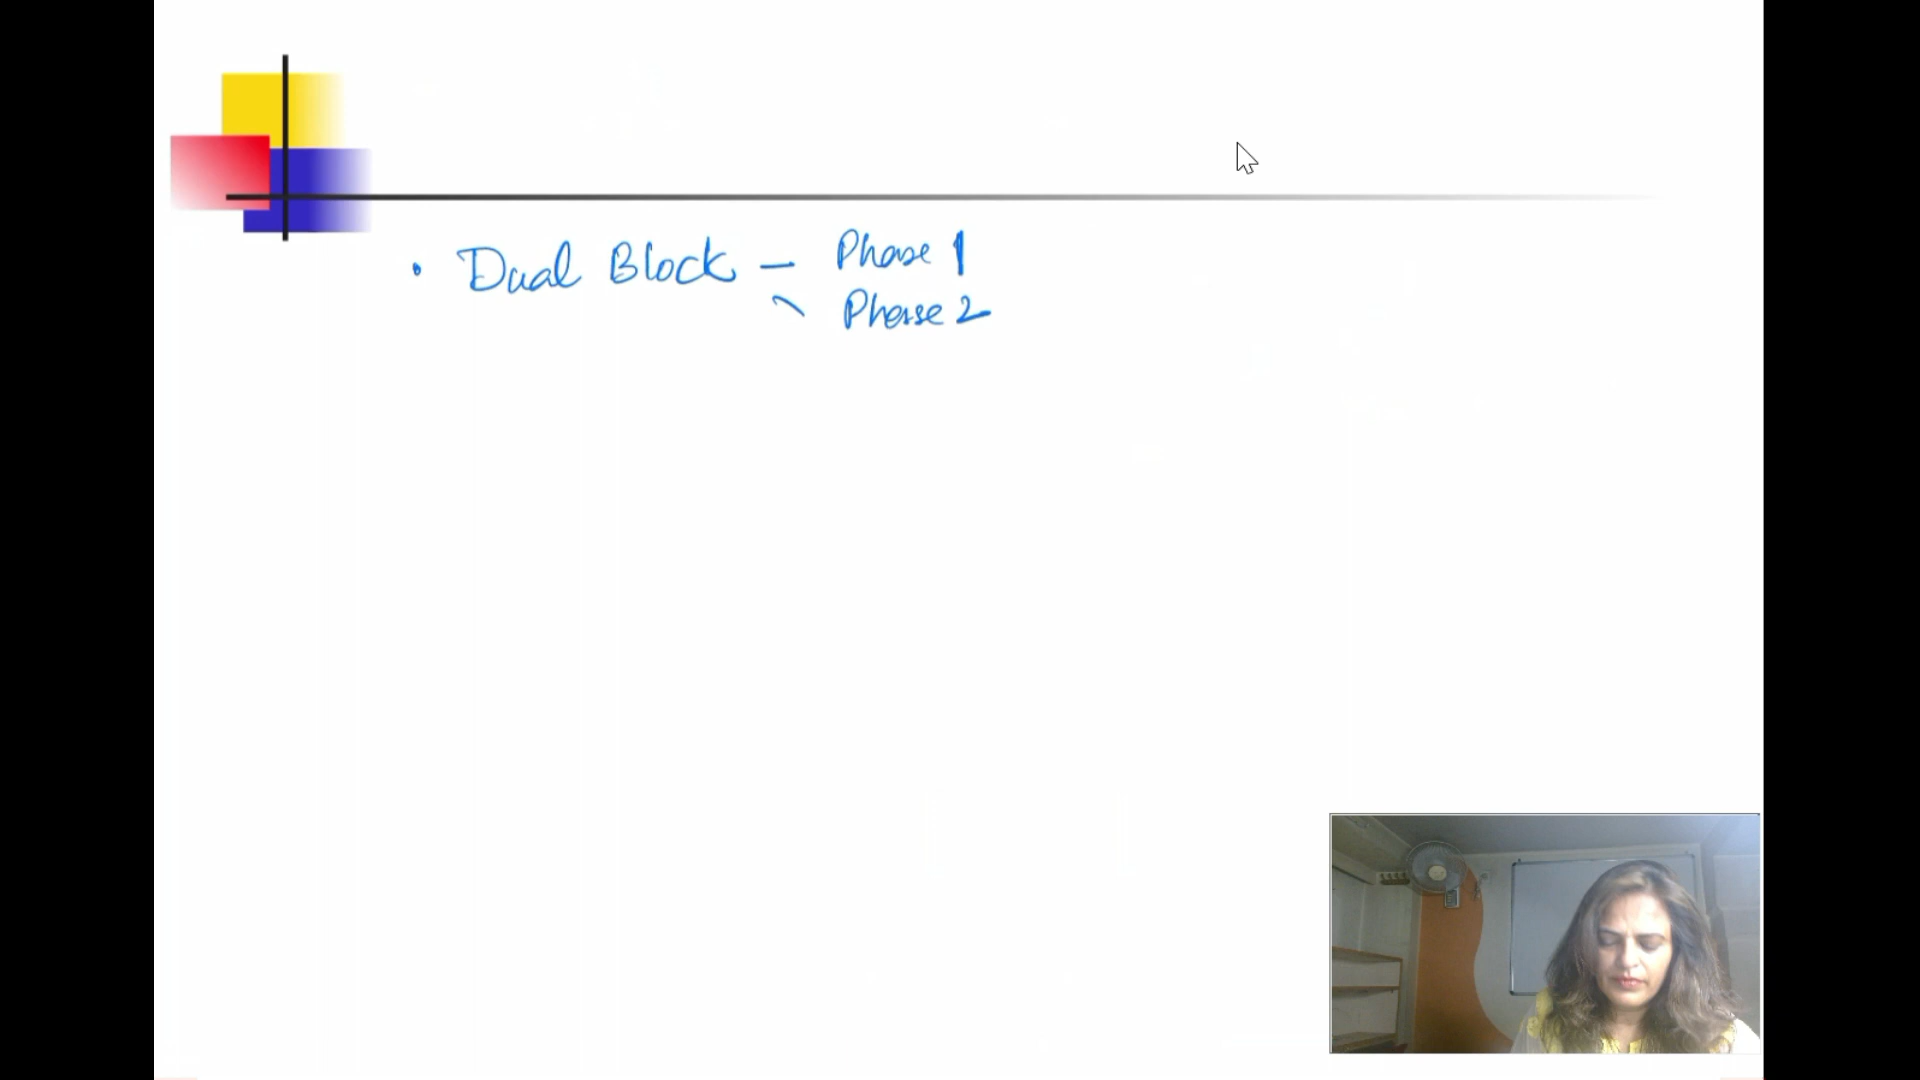 • Dual Block – Phase 1
Phase 2